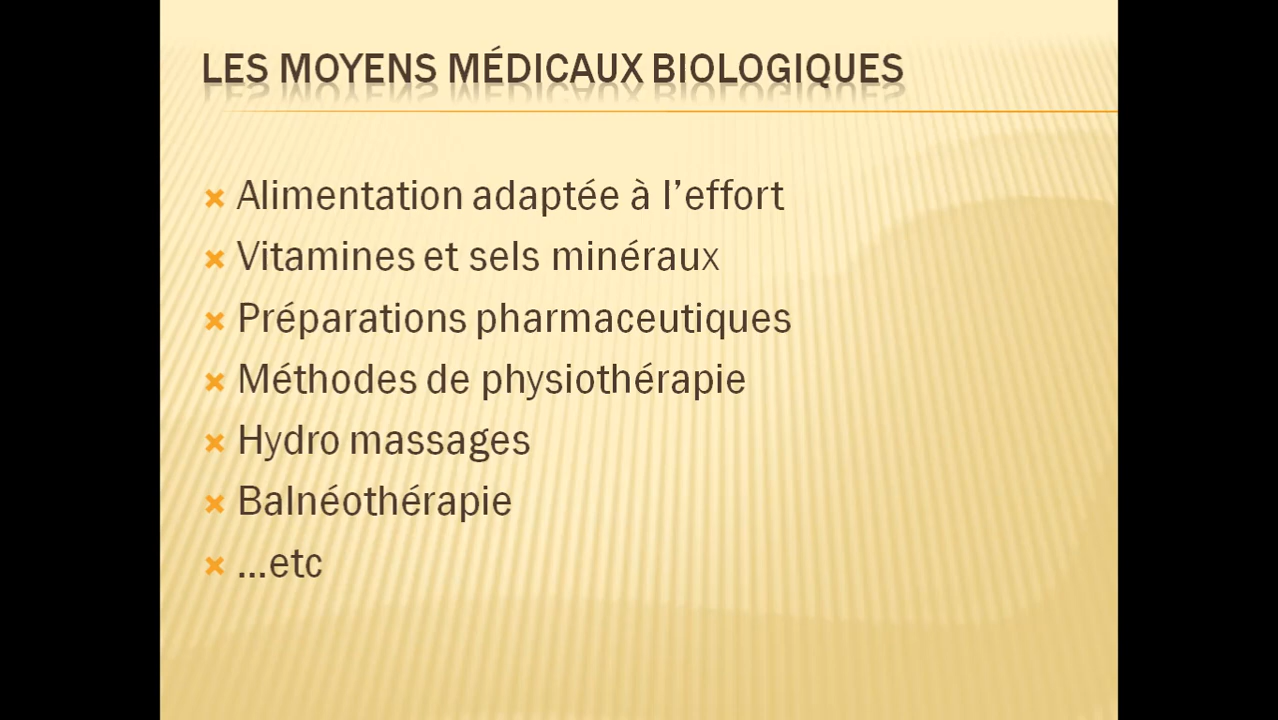 LES MOYENS MÉDICAUX BIOLOGIQUES
Alimentation adaptée à l’effort
Vitamines et sels minéraux
Préparations pharmaceutiques
Méthodes de physiothérapie
Hydro massages
Balnéothérapie
…etc